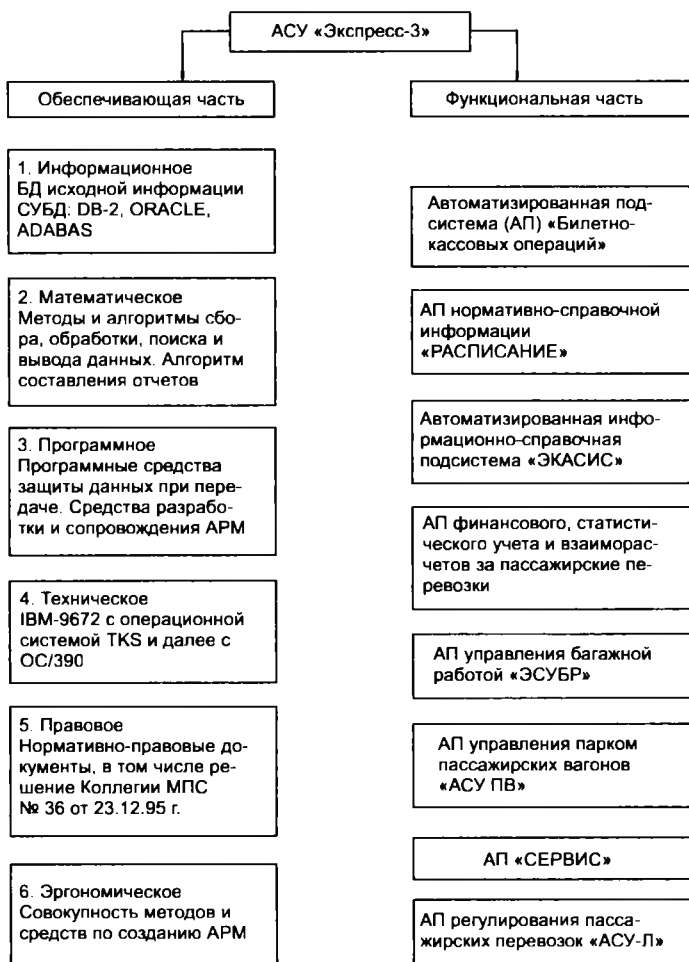 АСУ «Экспресс-3»
Обеспечивающая часть
1. Информационное
БД исходной информации
СУБД: DB-2, ORACLE,
ADABAS
2. Математическое
Методы и алгоритмы сбо-
ра, обработки, поиска и
вывода данных. Алгоритм
составления отчетов
3. Программное
Программные средства
защиты данных при пере-
даче. Средства разрабо-
тки и сопровождения АРМ
4. Техническое
IBM-9672 с операционной
системой TKS и далее с
ОС/390
5. Правовое
Нормативно-правовые до-
кументы, в том числе ре-
шение Коллегии МПС
№ 36 от 23.12.95 г.
6. Эргономическое
Совокупность методов и
средств по созданию АРМ
Функциональная часть
Автоматизированная под-
система (АП) «Билетно-
кассовых операций»
АП нормативно-справочной
информации
«РАСПИСАНИЕ»
Автоматизированная инфо-
рмационно-справочная
подсистема «ЭКАСИС»
АП финансового, статисти-
ческого учета и взаиморас-
четов за пассажирские пе-
ревозки
АП управления багажной
работой «ЭСУБР»
АП управления парком
пассажирских вагонов
«АСУ ПВ»
АП «СЕРВИС»
АП регулирования пасса-
жирских перевозок «АСУ-Л»